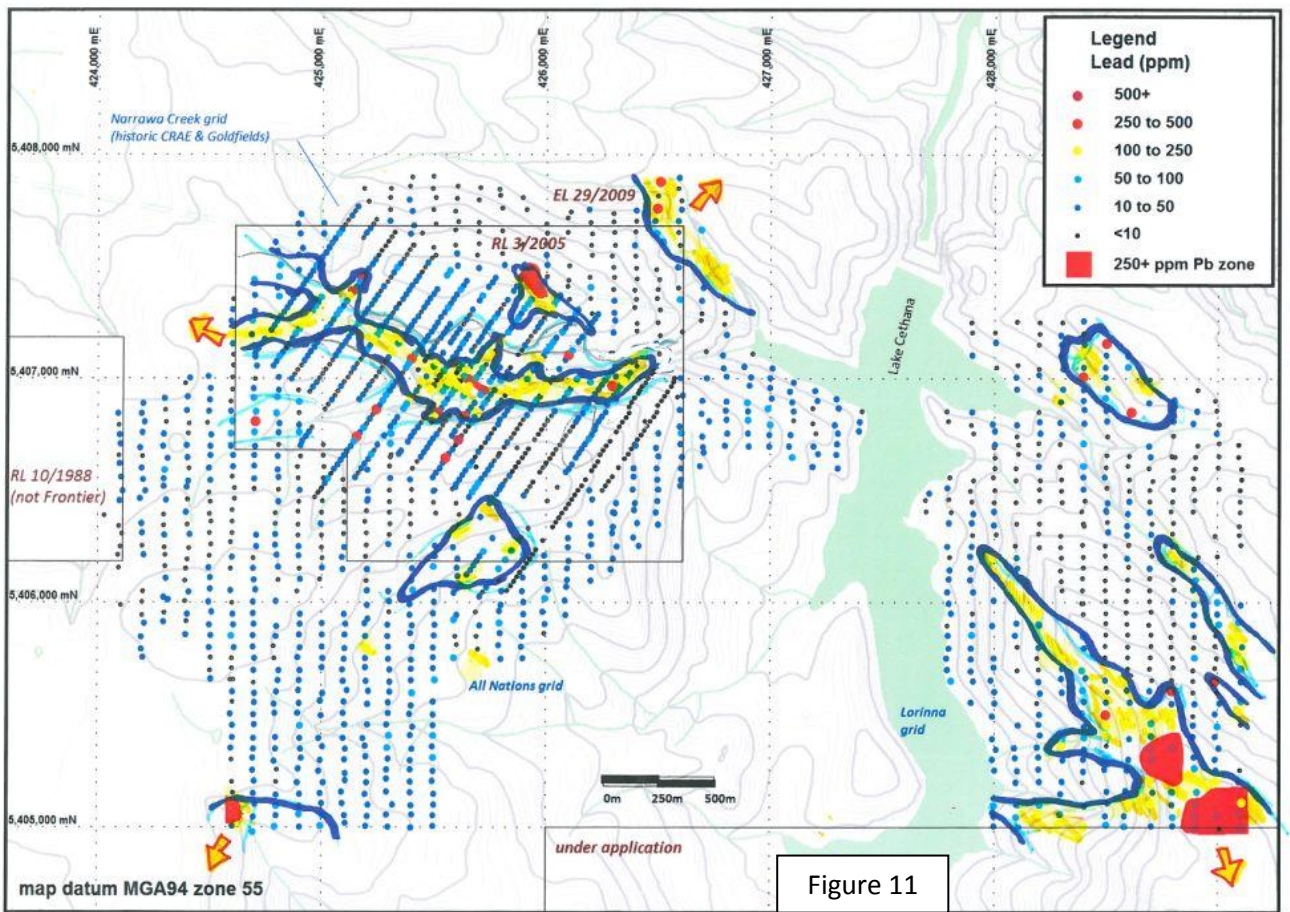 424,000 mE
425,000 mE
426,000 mE
427,000 mE
428,000 mE
Legend
Lead (ppm)
500+
250 to 500
100 to 250
50 to 100
10 to 50
<10
250+ ppm Pb zone
Narrawa Creek grid
(historic CRAE & Goldfields)
5,408,000 mN
EL 29/2009
RL 3/2005
Lake Cethana
5,407,000 mN
RL 10/1988
(not Frontier)
5,406,000 mN
All Nations grid
Lorinna
grid
0m 250m 500m
5,405,000 mN
under application
map datum MGA94 zone 55
Figure 11